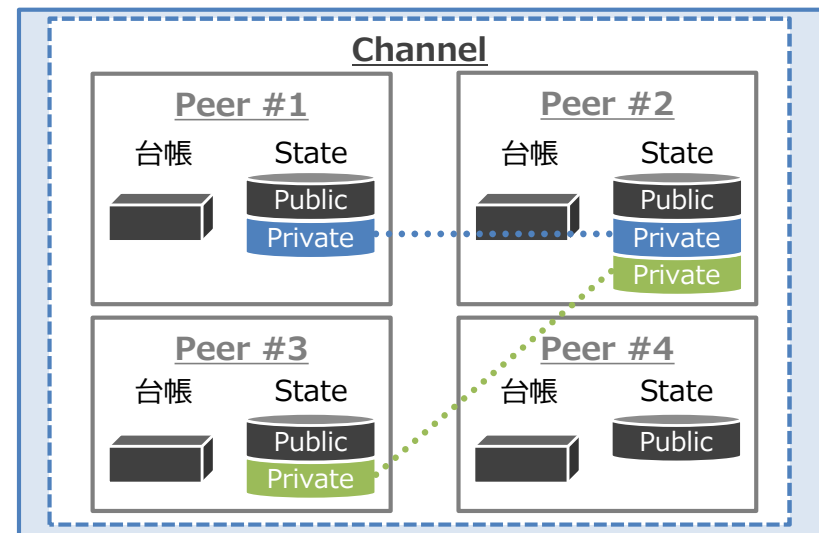 Channel
Peer #1
台帳 State
Public
Private
Peer #2
台帳 State
Public
Private
Private
Peer #3
台帳 State
Public
Private
Peer #4
台帳 State
Public